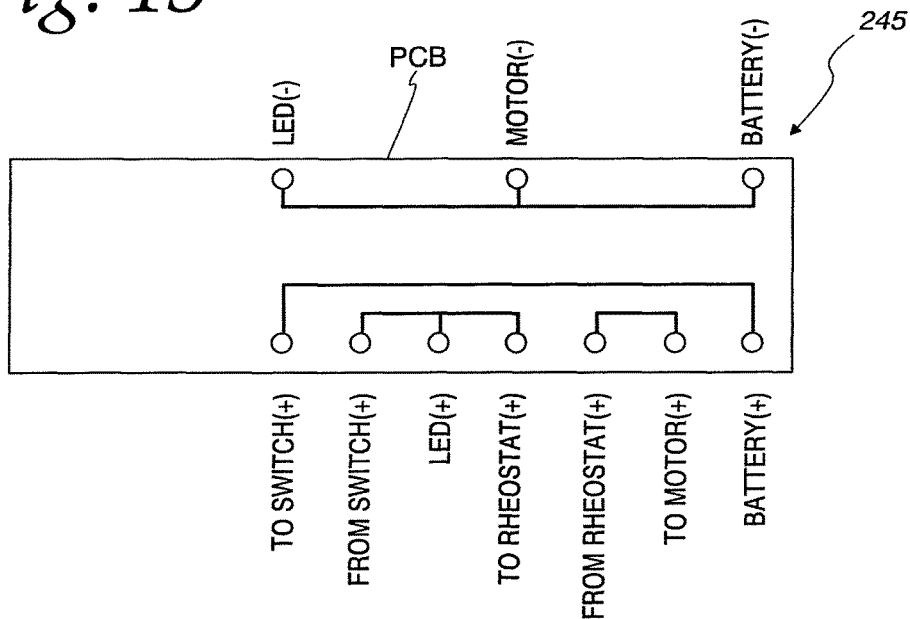 245
PCB
LED(-)
MOTOR(-)
BATTERY(-)
TO SWITCH(+)
FROM SWITCH(+)
LED(+)
TO RHEOSTAT(+)
FROM RHEOSTAT(+)
TO MOTOR(+)
BATTERY(+)